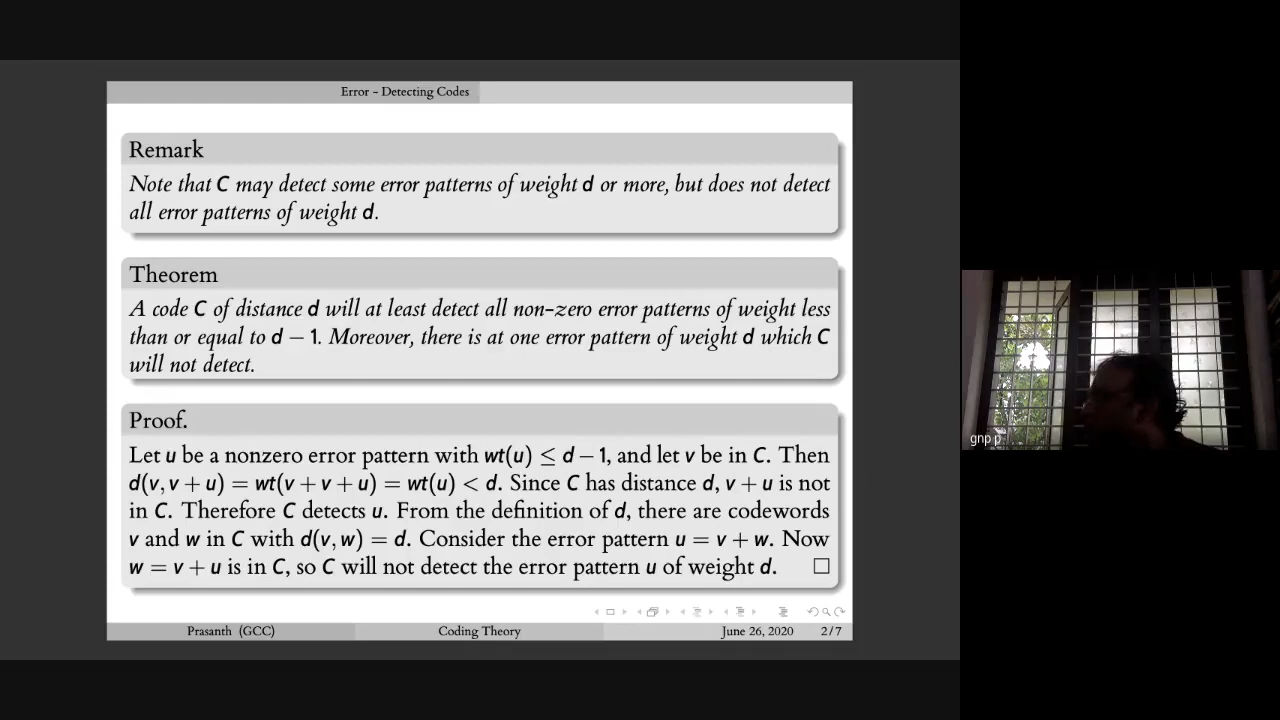 Error - Detecting Codes
Remark
Note that C may detect some error patterns of weight d or more, but does not detect
all error patterns of weight d.
Theorem
A code C of distance d will at least detect all non-zero error patterns of weight less
than or equal to d − 1. Moreover, there is at one error pattern of weight d which C
will not detect.
Proof.
Let u be a nonzero error pattern with wt(u) ≤ d − 1, and let v be in C. Then
d(v, v + u) = wt(v + v + u) = wt(u) < d. Since C has distance d, v + u is not
in C. Therefore C detects u. From the definition of d, there are codewords
v and w in C with d(v, w) = d. Consider the error pattern u = v + w. Now
w = v + u is in C, so C will not detect the error pattern u of weight d. □
Prasanth (GCC) Coding Theory June 26, 2020 2/7
gnp p